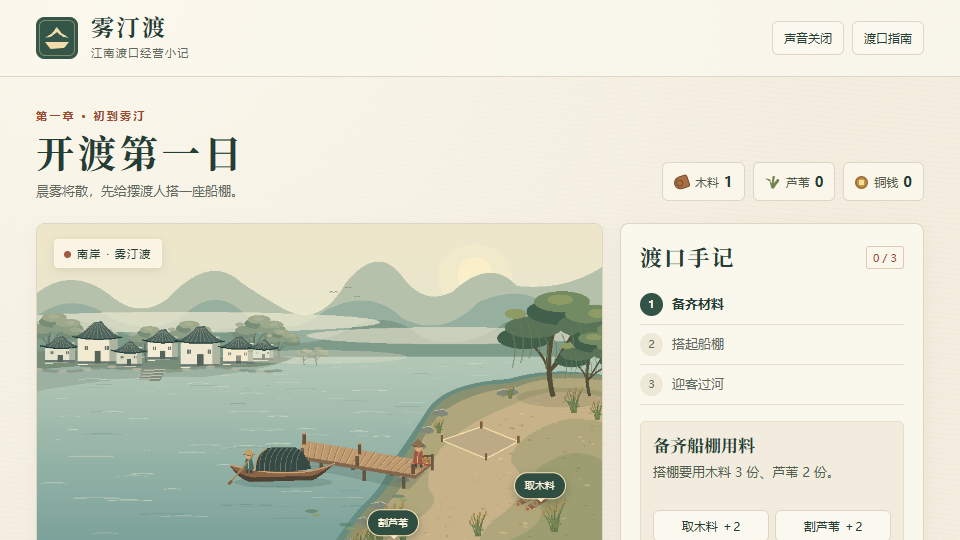 雾汀渡
江南渡口经营小记
声音关闭
渡口指南
第一章 • 初到雾汀
开渡第一日
晨雾将散，先给摆渡人搭一座船棚。
木料 1
芦苇 0
铜钱 0
南岸 · 雾汀渡
取木料
割芦苇
渡口手记
0 / 3
1 备齐材料
2 搭起船棚
3 迎客过河
备齐船棚用料
搭棚要用木料 3 份、芦苇 2 份。
取木料 +2
割芦苇 +2